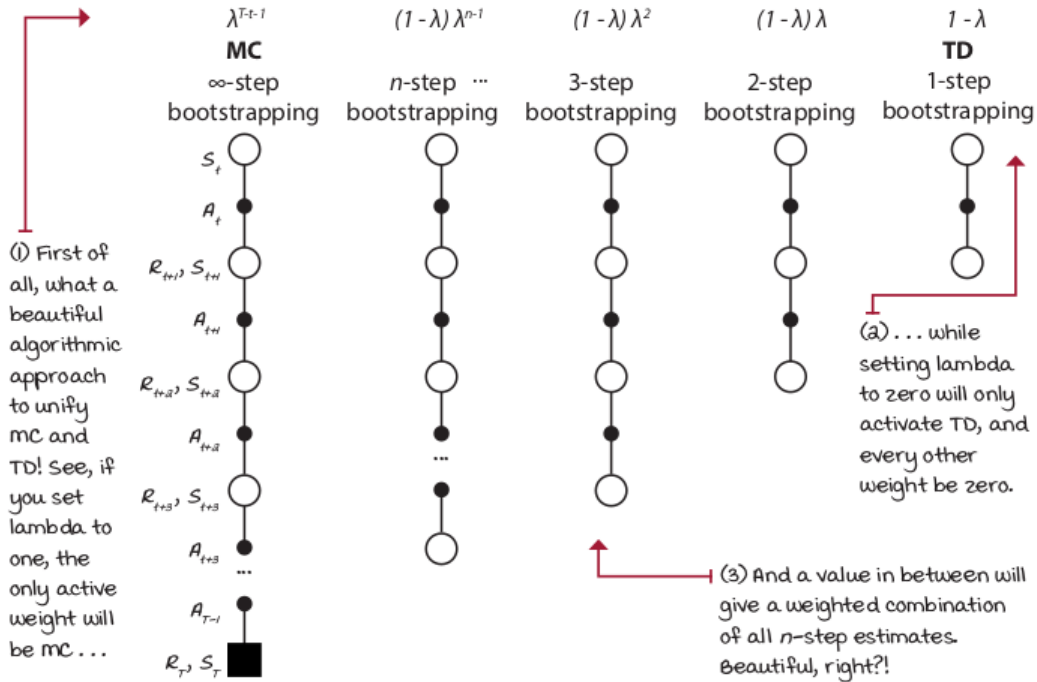 λᵀ⁻ᵗ⁻¹ (1 - λ) λⁿ⁻¹ (1 - λ) λ² (1 - λ) λ 1 - λ
MC TD
∞-step n-step ··· 3-step 2-step 1-step
bootstrapping bootstrapping bootstrapping bootstrapping bootstrapping
S_t
A_t
R_{t+1}, S_{t+1}
A_{t+1}
R_{t+2}, S_{t+2}
A_{t+2}
...
R_{t+3}, S_{t+3}
A_{t+3}
...
A_{T-1}
R_T, S_T
(1) First of
all, what a
beautiful
algorithmic
approach
to unify
MC and
TD! See, if
you set
lambda to
one, the
only active
weight will
be MC ...
(2) ... while
setting lambda
to zero will only
activate TD, and
every other
weight be zero.
(3) And a value in between will
give a weighted combination
of all n-step estimates.
Beautiful, right?!